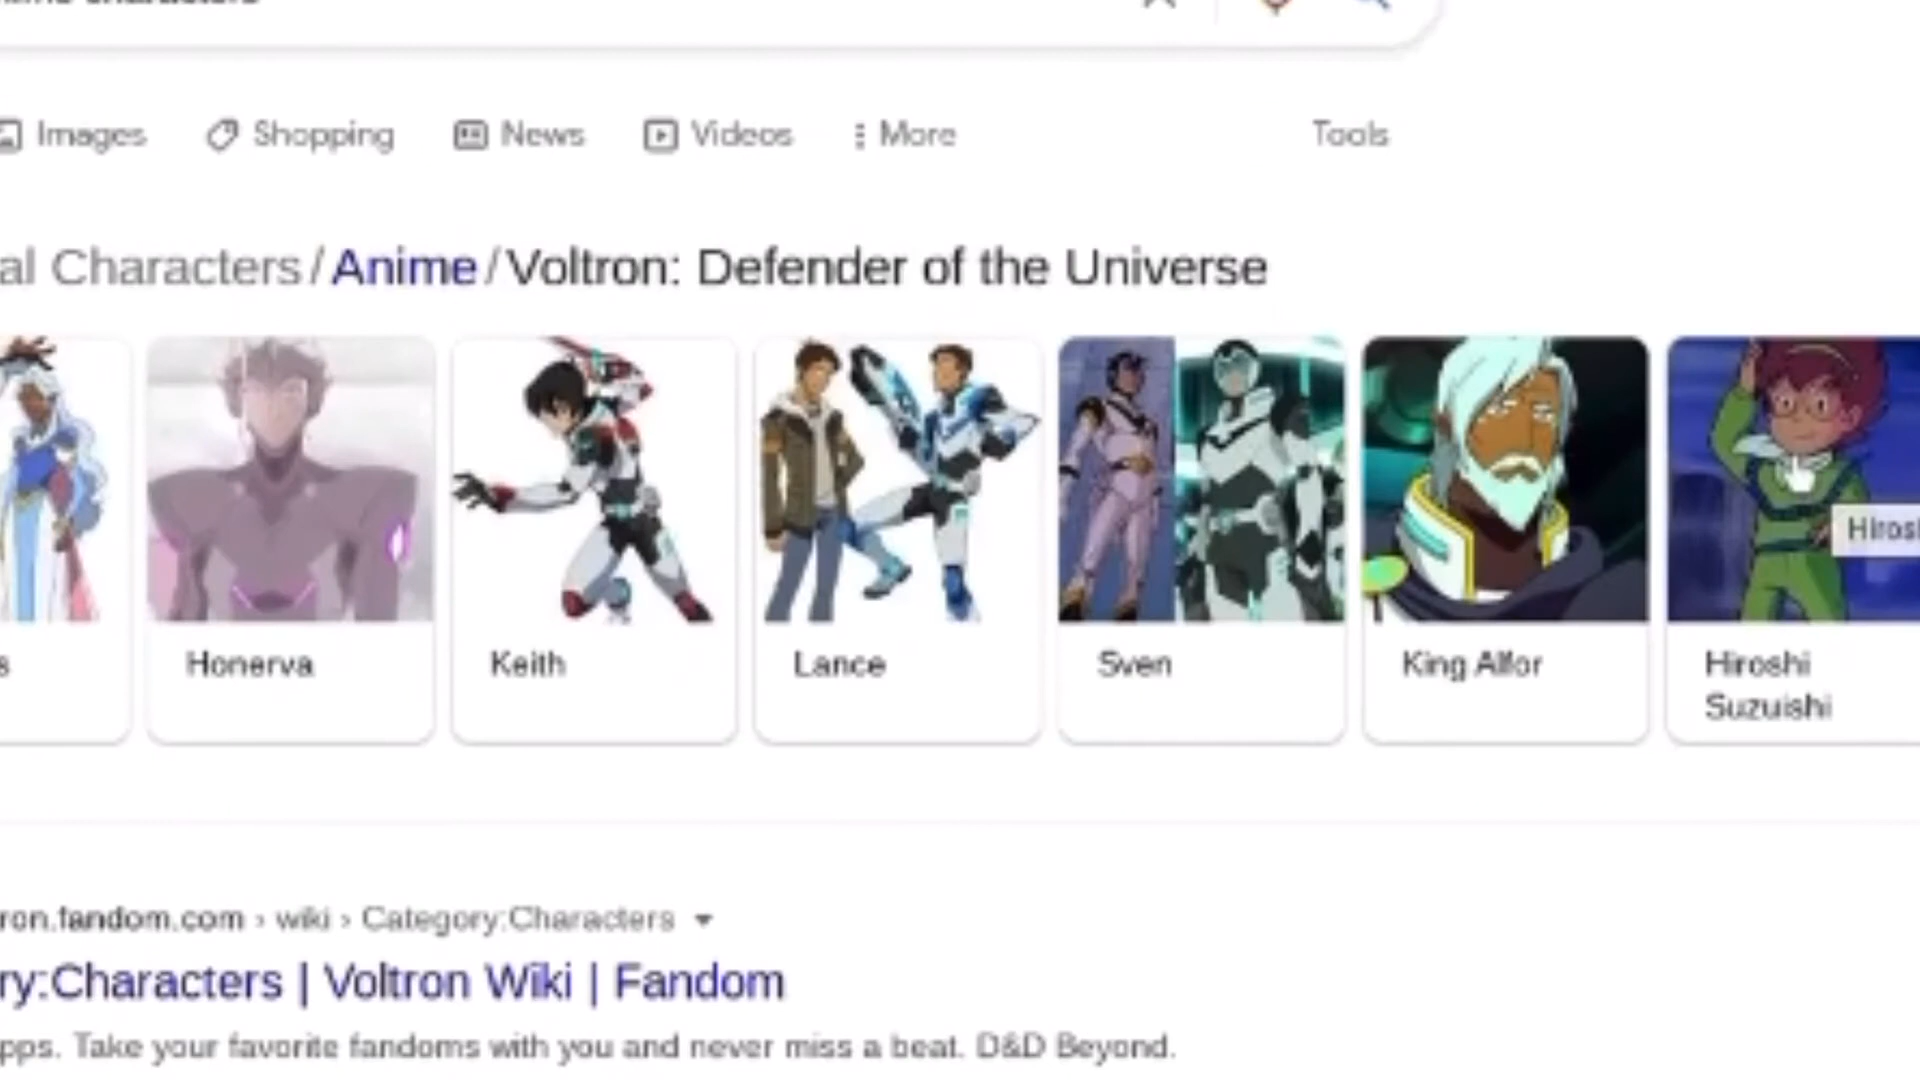 characters
Images Shopping News Videos More Tools
al Characters / Anime / Voltron: Defender of the Universe
Hirosh
s Honerva Keith Lance Sven King Alfor Hiroshi
Suzuishi
ron.fandom.com › wiki › Category:Characters
ry:Characters | Voltron Wiki | Fandom
pps. Take your favorite fandoms with you and never miss a beat. D&D Beyond.